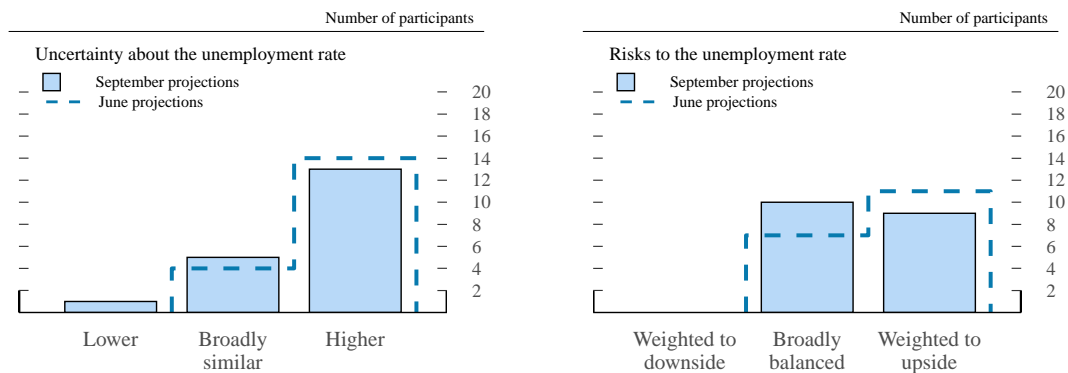 Number of participants
Uncertainty about the unemployment rate
September projections
June projections
20
18
16
14
12
10
8
6
4
2
Lower
Broadly
similar
Higher
Number of participants
Risks to the unemployment rate
September projections
June projections
20
18
16
14
12
10
8
6
4
2
Weighted to
downside
Broadly
balanced
Weighted to
upside